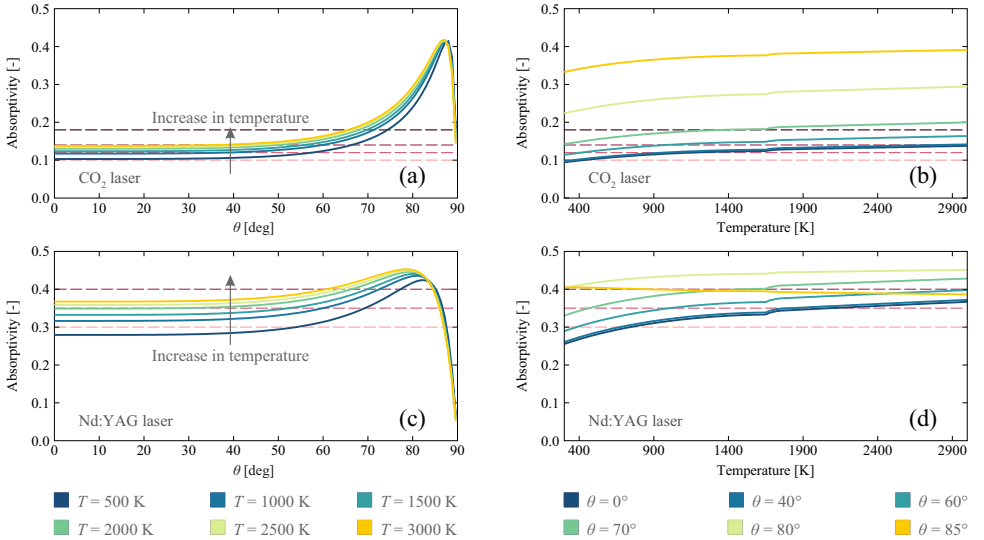 0.5
0.4
0.3
0.2
0.1
0.0
Absorptivity [-]
Increase in temperature
CO2 laser
(a)
0 10 20 30 40 50 60 70 80 90
θ [deg]
0.5
0.4
0.3
0.2
0.1
0.0
Absorptivity [-]
CO2 laser
(b)
400 900 1400 1900 2400 2900
Temperature [K]
0.5
0.4
0.3
0.2
0.1
0.0
Absorptivity [-]
Increase in temperature
Nd:YAG laser
(c)
0 10 20 30 40 50 60 70 80 90
θ [deg]
0.5
0.4
0.3
0.2
0.1
0.0
Absorptivity [-]
Nd:YAG laser
(d)
400 900 1400 1900 2400 2900
Temperature [K]
T = 500 K T = 1000 K T = 1500 K
T = 2000 K T = 2500 K T = 3000 K
θ = 0° θ = 40° θ = 60°
θ = 70° θ = 80° θ = 85°